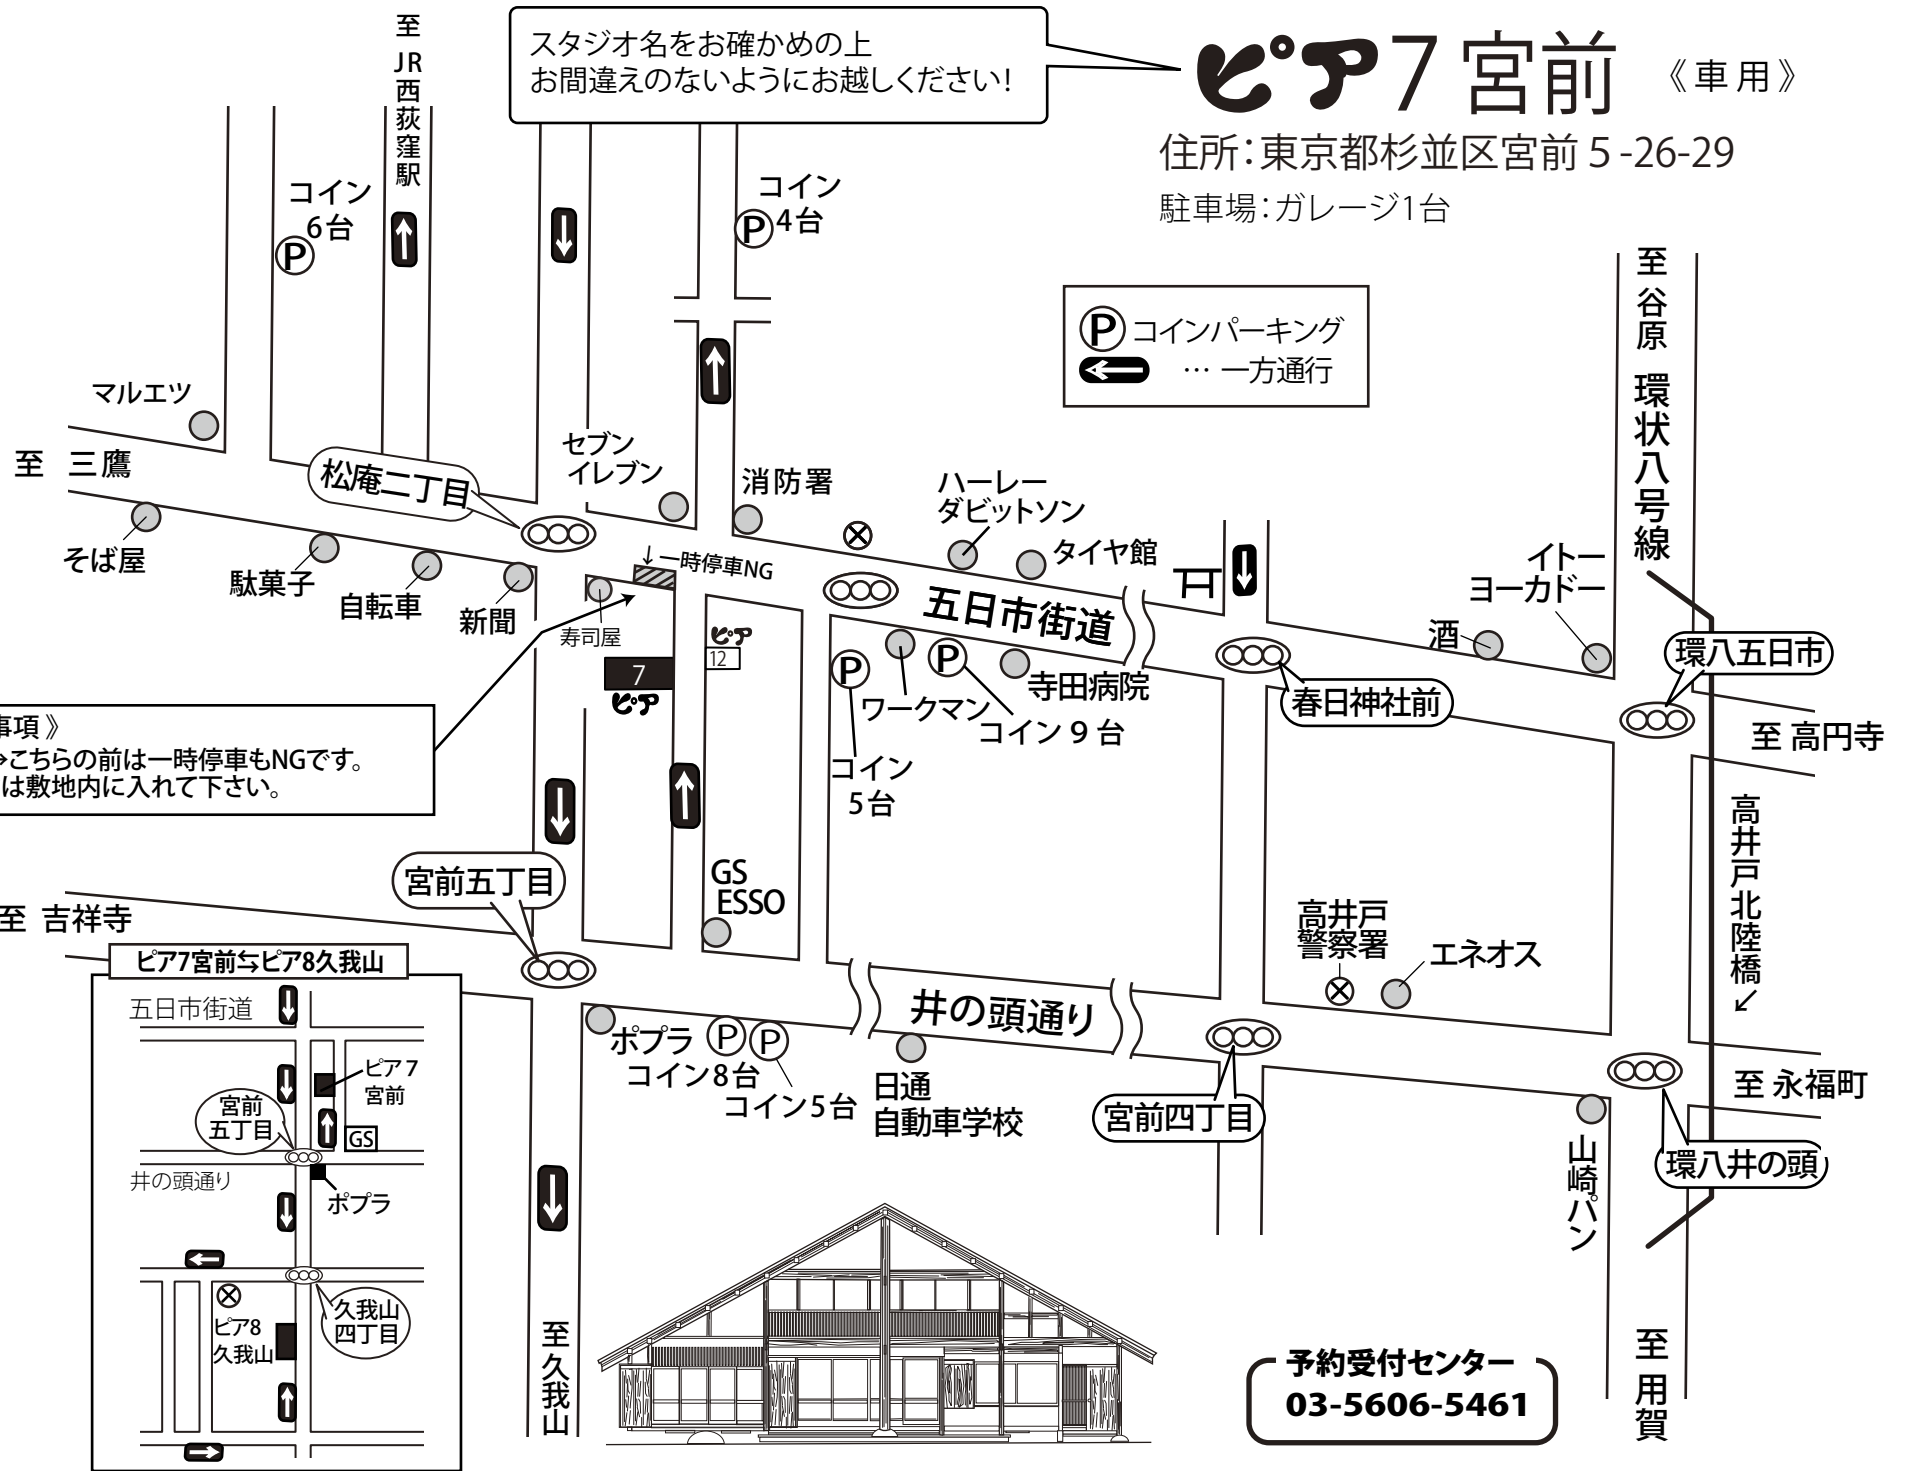 スタジオ名をお確かめの上
お間違えのないようにお越しください!
ピア7 宮前 《車用》
住所:東京都杉並区宮前 5 -26-29
駐車場:ガレージ1台
P コインパーキング
… 一方通行
至 JR 西荻窪駅
コイン
6台
P
コイン
4台
P
至 谷原
環状八号線
マルエツ
至 三鷹
松庵二丁目
セブン
イレブン
消防署
ハーレー
ダビットソン
タイヤ館
イトー
ヨーカドー
そば屋
駄菓子
自転車
新聞
↓一時停車NG
五日市街道
寿司屋
ピア
12
7
ピア
P
ワークマン
P
寺田病院
コイン 9 台
コイン
5台
酒
春日神社前
環八五日市
至 高円寺
事項 》
こちらの前は一時停車もNGです。
は敷地内に入れて下さい。
高井戸北陸橋↙
宮前五丁目
GS
ESSO
高井戸
警察署
エネオス
至 吉祥寺
井の頭通り
ポプラ
P
P
コイン8台
コイン5台
日通
自動車学校
宮前四丁目
至 永福町
環八井の頭
山崎パン
至 久我山
至 用賀
ピア7宮前⇆ピア8久我山
五日市街道
ピア 7
宮前
宮前
五丁目
GS
井の頭通り
ポプラ
久我山
四丁目
ピア8
久我山
予約受付センター
03-5606-5461